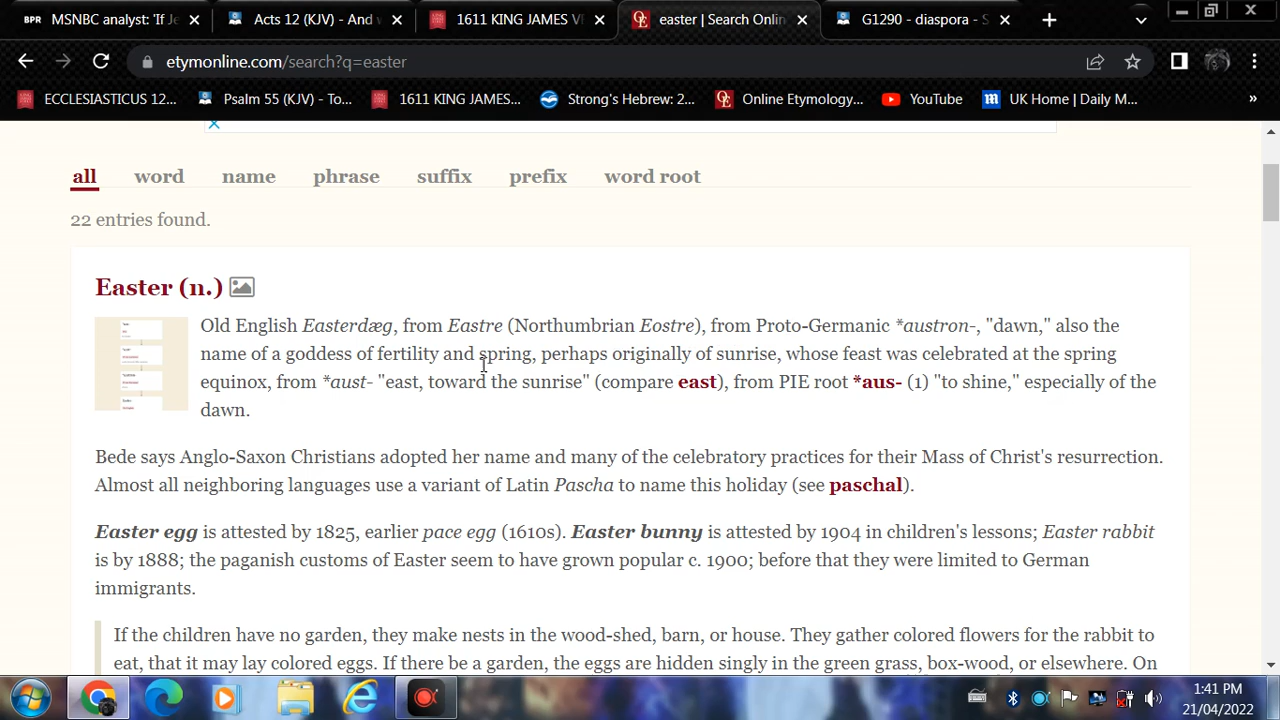 BPR MSNBC analyst: 'If Je
Acts 12 (KJV) - And w
1611 KING JAMES VE
OE easter | Search Onlin
G1290 - diaspora - S
etymonline.com/search?q=easter
ECCLESIASTICUS 12...
Psalm 55 (KJV) - To...
1611 KING JAMES...
Strong's Hebrew: 2...
OE Online Etymology...
YouTube
UK Home | Daily M...
»
all word name phrase suffix prefix word root
22 entries found.
Easter (n.)
Old English Easterdæg, from Eastre (Northumbrian Eostre), from Proto-Germanic *austron-, "dawn," also the
name of a goddess of fertility and spring, perhaps originally of sunrise, whose feast was celebrated at the spring
equinox, from *aust- "east, toward the sunrise" (compare east), from PIE root *aus- (1) "to shine," especially of the
dawn.
Bede says Anglo-Saxon Christians adopted her name and many of the celebratory practices for their Mass of Christ's resurrection.
Almost all neighboring languages use a variant of Latin Pascha to name this holiday (see paschal).
Easter egg is attested by 1825, earlier pace egg (1610s). Easter bunny is attested by 1904 in children's lessons; Easter rabbit
is by 1888; the paganish customs of Easter seem to have grown popular c. 1900; before that they were limited to German
immigrants.
If the children have no garden, they make nests in the wood-shed, barn, or house. They gather colored flowers for the rabbit to
eat, that it may lay colored eggs. If there be a garden, the eggs are hidden singly in the green grass, box-wood, or elsewhere. On
1:41 PM
21/04/2022